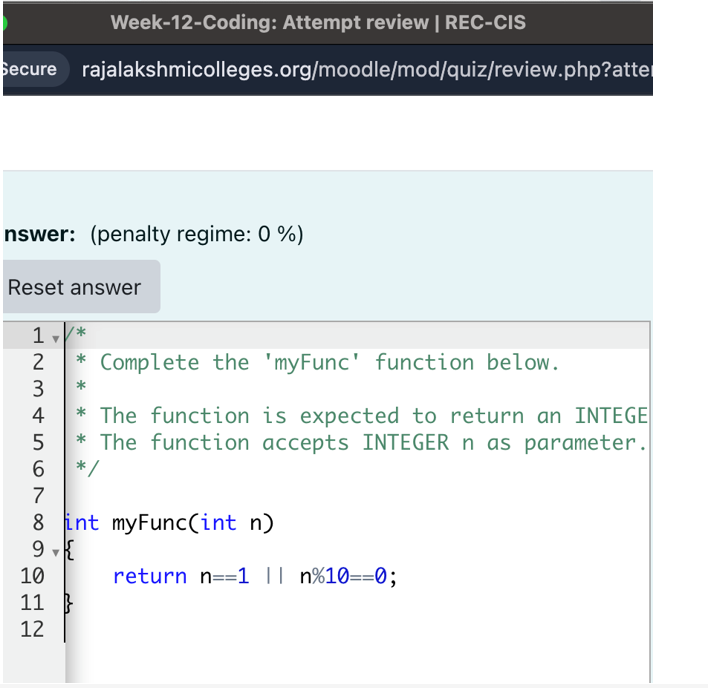 Week-12-Coding: Attempt review | REC-CIS
Secure rajalakshmicolleges.org/moodle/mod/quiz/review.php?atte
nswer: (penalty regime: 0 %)
Reset answer
1 /*
2 * Complete the 'myFunc' function below.
3 *
4 * The function is expected to return an INTEGE
5 * The function accepts INTEGER n as parameter.
6 */
7
8 int myFunc(int n)
9 {
10 return n==1 || n%10==0;
11 }
12